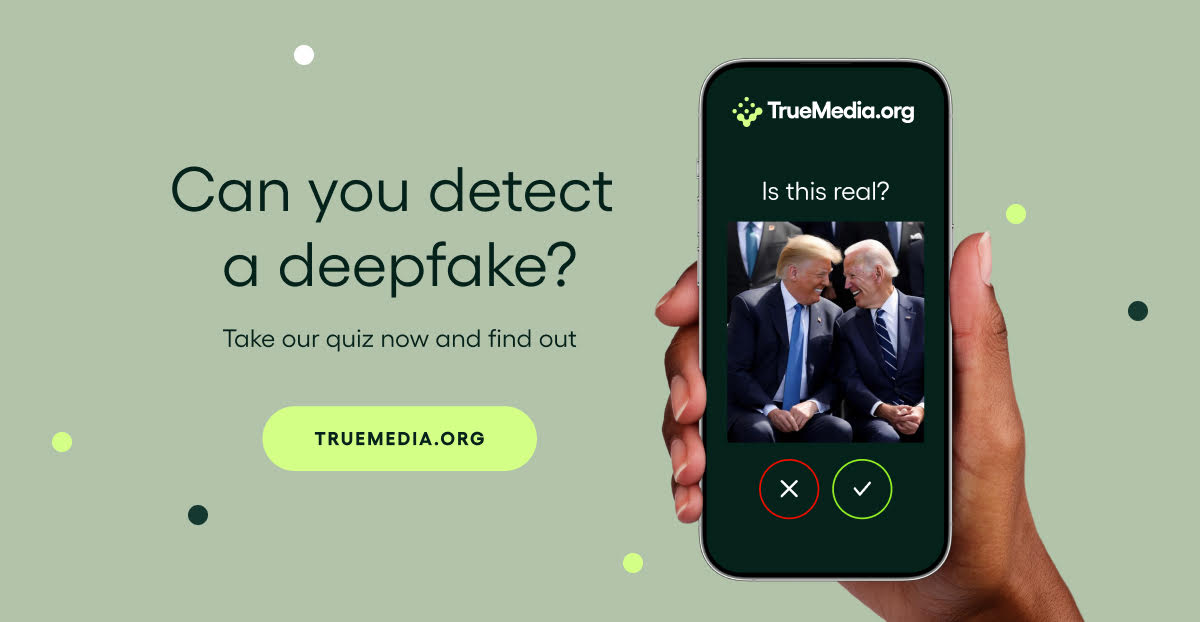 Can you detect
a deepfake?
Take our quiz now and find out
TRUEMEDIA.ORG
TrueMedia.org
Is this real?